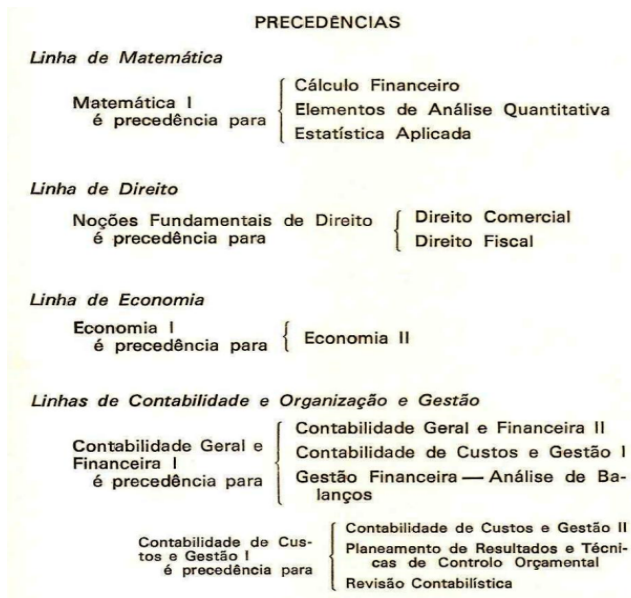 PRECEDÊNCIAS
Linha de Matemática
Matemática I
é precedência para
Cálculo Financeiro
Elementos de Análise Quantitativa
Estatística Aplicada
Linha de Direito
Noções Fundamentais de Direito
é precedência para
Direito Comercial
Direito Fiscal
Linha de Economia
Economia I
é precedência para
Economia II
Linhas de Contabilidade e Organização e Gestão
Contabilidade Geral e
Financeira I
é precedência para
Contabilidade Geral e Financeira II
Contabilidade de Custos e Gestão I
Gestão Financeira — Análise de Ba-
lanços
Contabilidade de Cus-
tos e Gestão I
é precedência para
Contabilidade de Custos e Gestão II
Planeamento de Resultados e Técni-
cas de Controlo Orçamental
Revisão Contabilística